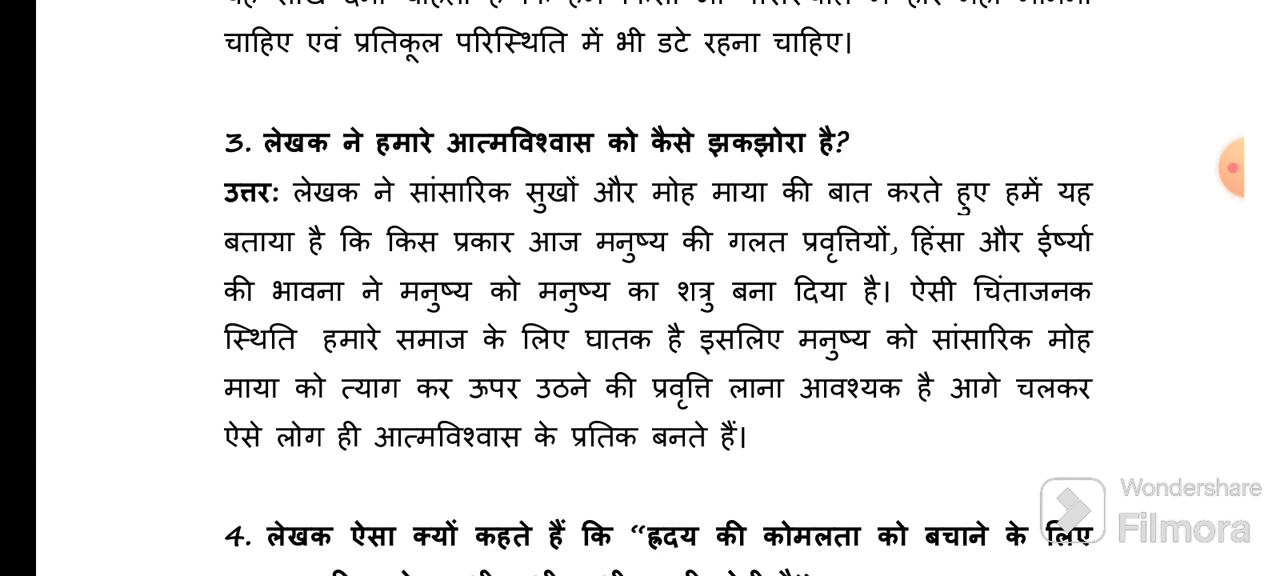 चाहिए एवं प्रतिकूल परिस्थिति में भी डटे रहना चाहिए।
3. लेखक ने हमारे आत्मविश्वास को कैसे झकझोरा है?
उत्तर: लेखक ने सांसारिक सुखों और मोह माया की बात करते हुए हमें यह
बताया है कि किस प्रकार आज मनुष्य की गलत प्रवृत्तियों, हिंसा और ईर्ष्या
की भावना ने मनुष्य को मनुष्य का शत्रु बना दिया है। ऐसी चिंताजनक
स्थिति हमारे समाज के लिए घातक है इसलिए मनुष्य को सांसारिक मोह
माया को त्याग कर ऊपर उठने की प्रवृत्ति लाना आवश्यक है आगे चलकर
ऐसे लोग ही आत्मविश्वास के प्रतिक बनते हैं।
4. लेखक ऐसा क्यों कहते हैं कि “ह्रदय की कोमलता को बचाने के लिए
Wondershare
Filmora